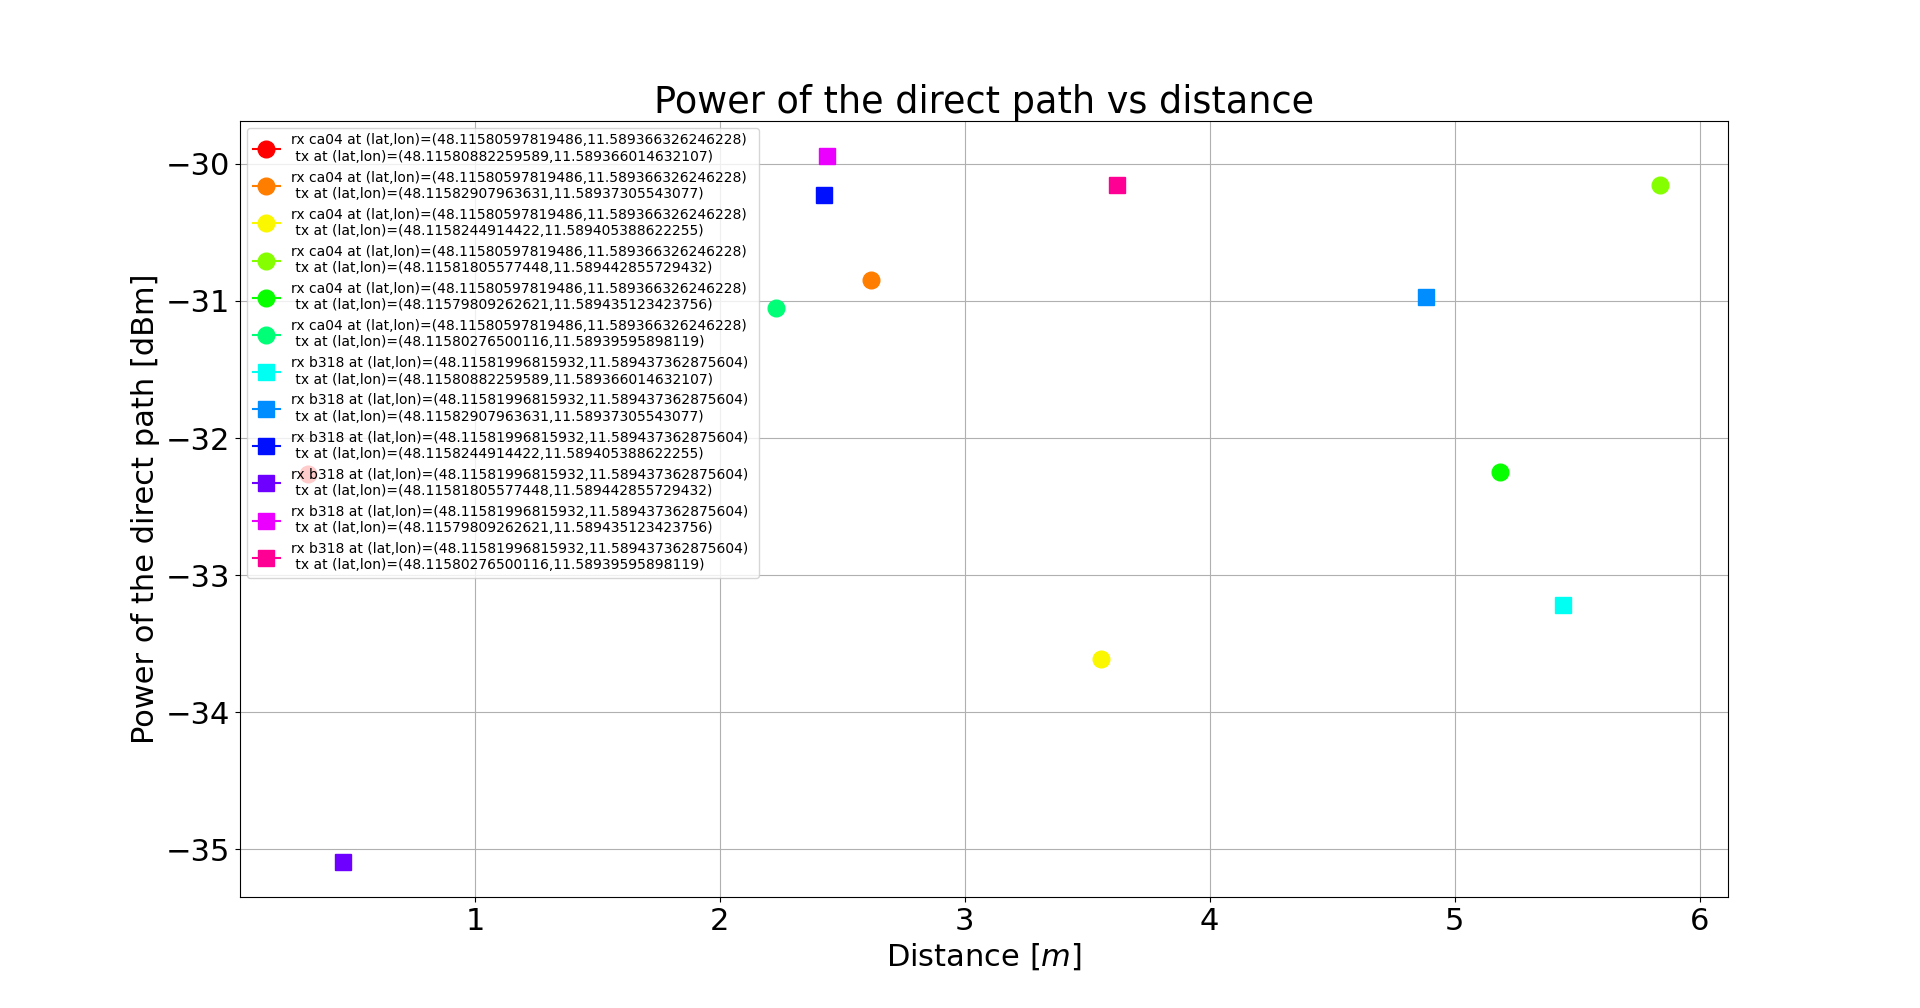 Power of the direct path vs distance
rx ca04 at (lat,lon)=(48.11580597819486,11.589366326246228)
tx at (lat,lon)=(48.11580882259589,11.589366014632107)
rx ca04 at (lat,lon)=(48.11580597819486,11.589366326246228)
tx at (lat,lon)=(48.11582907963631,11.58937305543077)
rx ca04 at (lat,lon)=(48.11580597819486,11.589366326246228)
tx at (lat,lon)=(48.1158244914422,11.589405388622255)
rx ca04 at (lat,lon)=(48.11580597819486,11.589366326246228)
tx at (lat,lon)=(48.11581805577448,11.589442855729432)
rx ca04 at (lat,lon)=(48.11580597819486,11.589366326246228)
tx at (lat,lon)=(48.11579809262621,11.589435123423756)
rx ca04 at (lat,lon)=(48.11580597819486,11.589366326246228)
tx at (lat,lon)=(48.11580276500116,11.58939595898119)
rx b318 at (lat,lon)=(48.11581996815932,11.589437362875604)
tx at (lat,lon)=(48.11580882259589,11.589366014632107)
rx b318 at (lat,lon)=(48.11581996815932,11.589437362875604)
tx at (lat,lon)=(48.11582907963631,11.58937305543077)
rx b318 at (lat,lon)=(48.11581996815932,11.589437362875604)
tx at (lat,lon)=(48.1158244914422,11.589405388622255)
rx b318 at (lat,lon)=(48.11581996815932,11.589437362875604)
tx at (lat,lon)=(48.11581805577448,11.589442855729432)
rx b318 at (lat,lon)=(48.11581996815932,11.589437362875604)
tx at (lat,lon)=(48.11579809262621,11.589435123423756)
rx b318 at (lat,lon)=(48.11581996815932,11.589437362875604)
tx at (lat,lon)=(48.11580276500116,11.58939595898119)
−30
−31
−32
−33
−34
−35
Power of the direct path [dBm]
1 2 3 4 5 6
Distance [m]